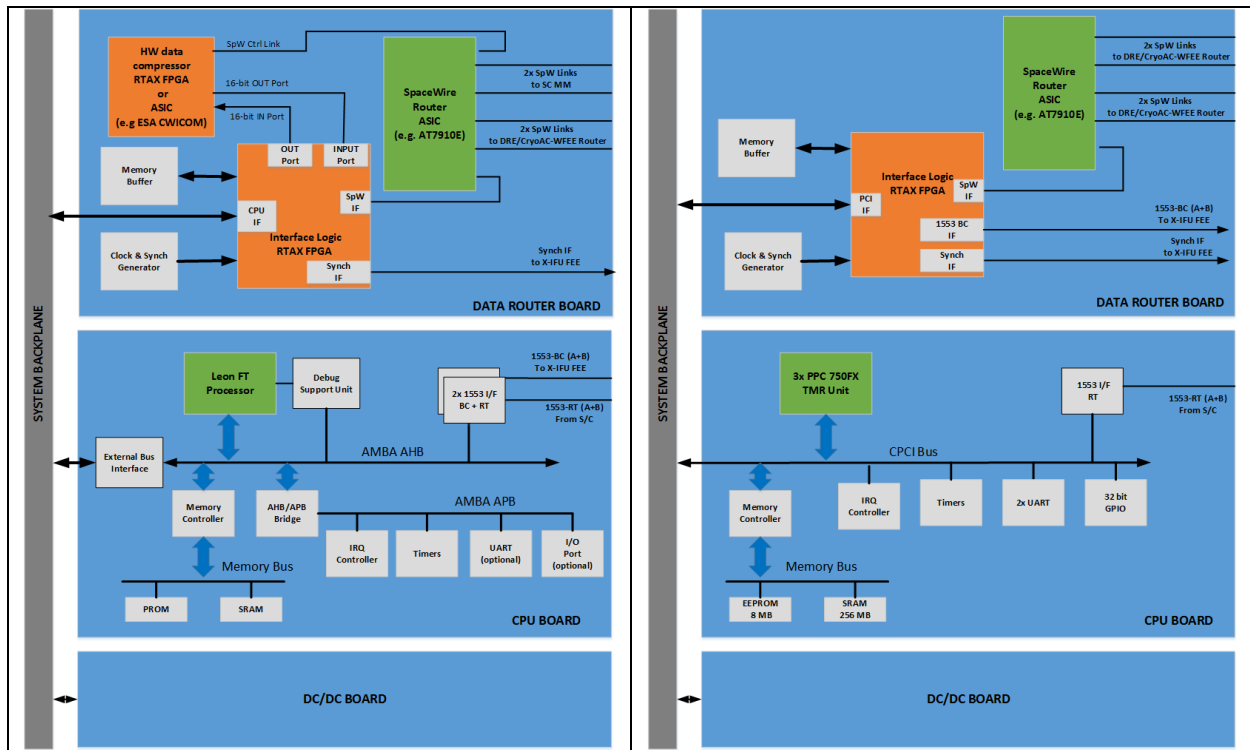 SYSTEM BACKPLANE
HW data
compressor
RTAX FPGA
or
ASIC
(e.g ESA CWICOM)
SpW Ctrl Link
16-bit OUT Port
16-bit IN Port
SpaceWire
Router
ASIC
(e.g. AT7910E)
2x SpW Links
to SC MM
2x SpW Links
to DRE/CryoAC-WFEE Router
OUT
Port
INPUT
Port
Memory
Buffer
SpW
IF
CPU
IF
Interface Logic
RTAX FPGA
Clock & Synch
Generator
Synch
IF
Synch IF
to X-IFU FEE
DATA ROUTER BOARD
Leon FT
Processor
Debug
Support Unit
2x 1553 I/F
BC + RT
1553-BC (A+B)
To X-IFU FEE
1553-RT (A+B)
From S/C
External Bus
Interface
AMBA AHB
Memory
Controller
AHB/APB
Bridge
AMBA APB
IRQ
Controller
Timers
UART
(optional)
I/O
Port
(optional)
Memory Bus
PROM
SRAM
CPU BOARD
DC/DC BOARD
SYSTEM BACKPLANE
SpaceWire
Router
ASIC
(e.g. AT7910E)
2x SpW Links
to DRE/CryoAC-WFEE Router
2x SpW Links
to DRE/CryoAC-WFEE Router
Memory
Buffer
Interface Logic
RTAX FPGA
SpW
IF
PCI
IF
1553 BC
IF
1553-BC (A+B)
To X-IFU FEE
Clock & Synch
Generator
Synch
IF
Synch IF
to X-IFU FEE
DATA ROUTER BOARD
3x PPC 750FX
TMR Unit
1553 I/F
RT
1553-RT (A+B)
From S/C
CPCI Bus
Memory
Controller
IRQ
Controller
Timers
2x UART
32 bit
GPIO
Memory Bus
EEPROM
8 MB
SRAM
256 MB
CPU BOARD
DC/DC BOARD